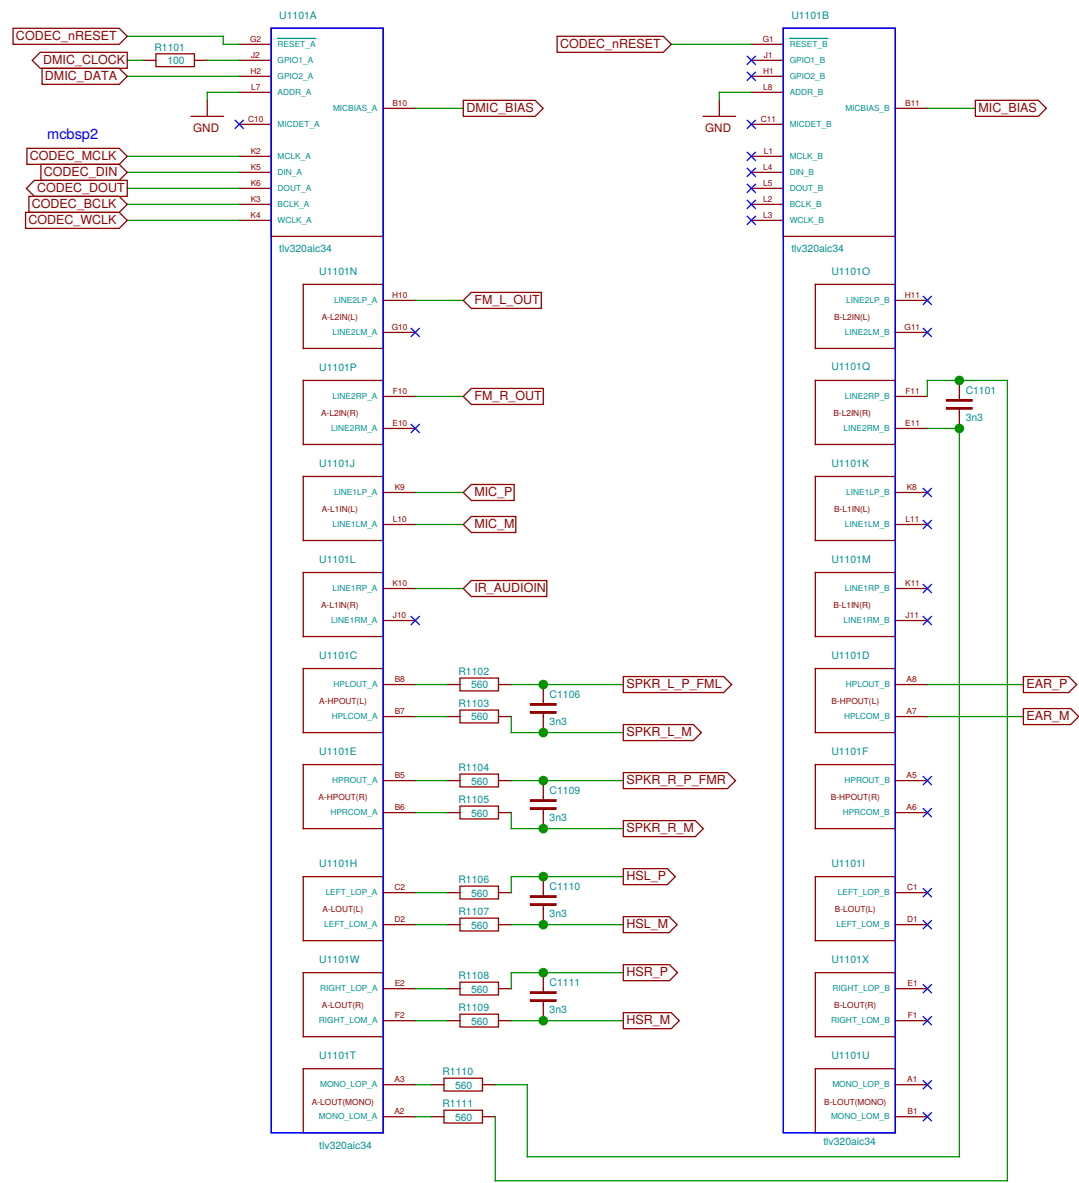 U1101A
CODEC_nRESET
G2
RESET_A
R1101
DMIC_CLOCK
100
J2
GPIO1_A
DMIC_DATA
H2
GPIO2_A
L7
ADDR_A
GND
B10
MICBIAS_A
DMIC_BIAS
C10
MICDET_A
mcbsp2
CODEC_MCLK
K2
MCLK_A
CODEC_DIN
K5
DIN_A
CODEC_DOUT
K6
DOUT_A
CODEC_BCLK
K3
BCLK_A
CODEC_WCLK
K4
WCLK_A
tlv320aic34
U1101N
LINE2LP_A
H10
FM_L_OUT
A-L2IN(L)
LINE2LM_A
G10
U1101P
LINE2RP_A
F10
FM_R_OUT
A-L2IN(R)
LINE2RM_A
E10
U1101J
LINE1LP_A
K9
MIC_P
A-L1IN(L)
LINE1LM_A
L10
MIC_M
U1101L
LINE1RP_A
K10
IR_AUDIOIN
A-L1IN(R)
LINE1RM_A
J10
U1101C
HPLOUT_A
B8
R1102
560
SPKR_L_P_FML
A-HPOUT(L)
HPLCOM_A
B7
R1103
560
C1106
3n3
SPKR_L_M
U1101E
HPROUT_A
B5
R1104
560
SPKR_R_P_FMR
A-HPOUT(R)
HPRCOM_A
B6
R1105
560
C1109
3n3
SPKR_R_M
U1101H
LEFT_LOP_A
C2
R1106
560
HSL_P
A-LOUT(L)
LEFT_LOM_A
D2
R1107
560
C1110
3n3
HSL_M
U1101W
RIGHT_LOP_A
E2
R1108
560
HSR_P
A-LOUT(R)
RIGHT_LOM_A
F2
R1109
560
C1111
3n3
HSR_M
U1101T
MONO_LOP_A
A3
R1110
560
A-LOUT(MONO)
MONO_LOM_A
A2
R1111
560
tlv320aic34
U1101B
CODEC_nRESET
G1
RESET_B
J1
GPIO1_B
H1
GPIO2_B
L8
ADDR_B
GND
MICBIAS_B
B11
MIC_BIAS
C11
MICDET_B
L1
MCLK_B
L4
DIN_B
L5
DOUT_B
L2
BCLK_B
L3
WCLK_B
tlv320aic34
U1101O
LINE2LP_B
H11
B-L2IN(L)
LINE2LM_B
G11
U1101Q
LINE2RP_B
F11
C1101
3n3
B-L2IN(R)
LINE2RM_B
E11
U1101K
LINE1LP_B
K8
B-L1IN(L)
LINE1LM_B
L11
U1101M
LINE1RP_B
K11
B-L1IN(R)
LINE1RM_B
J11
U1101D
HPLOUT_B
A8
EAR_P
B-HPOUT(L)
HPLCOM_B
A7
EAR_M
U1101F
HPROUT_B
A5
B-HPOUT(R)
HPRCOM_B
A6
U1101I
LEFT_LOP_B
C1
B-LOUT(L)
LEFT_LOM_B
D1
U1101X
RIGHT_LOP_B
E1
B-LOUT(R)
RIGHT_LOM_B
F1
U1101U
MONO_LOP_B
A1
B-LOUT(MONO)
MONO_LOM_B
B1
tlv320aic34